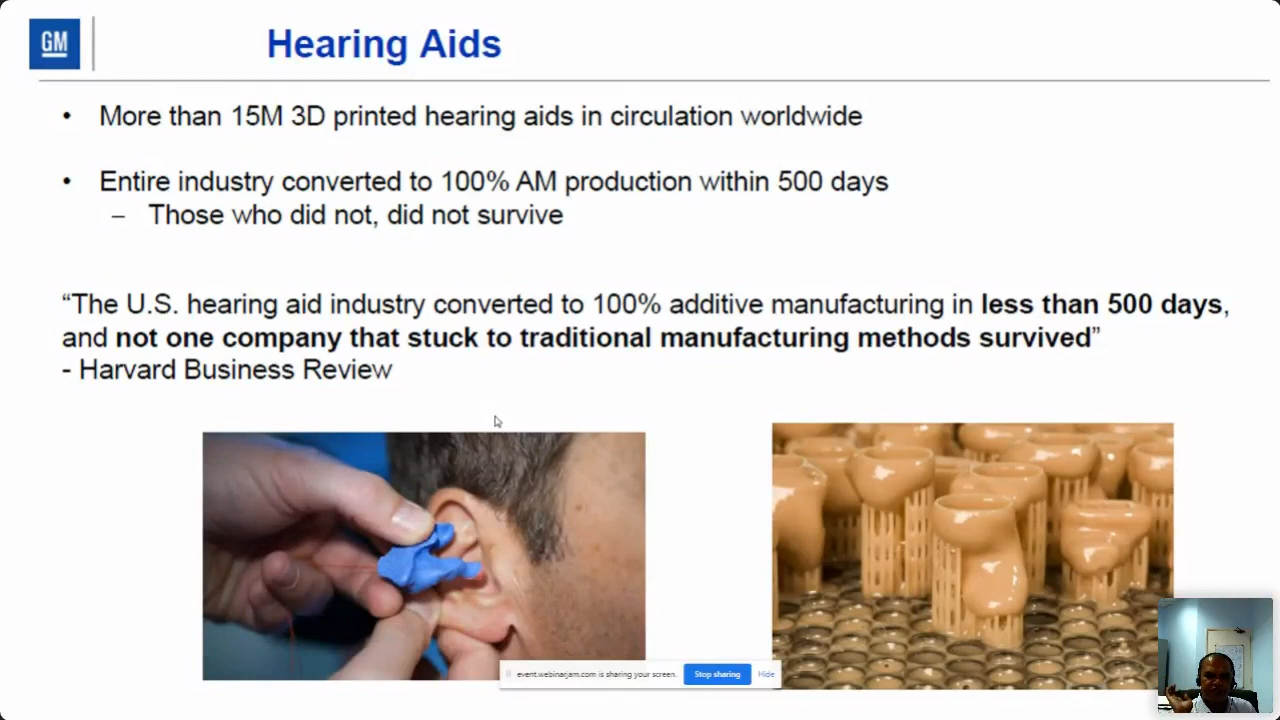 GM
Hearing Aids
• More than 15M 3D printed hearing aids in circulation worldwide
• Entire industry converted to 100% AM production within 500 days
– Those who did not, did not survive
“The U.S. hearing aid industry converted to 100% additive manufacturing in less than 500 days,
and not one company that stuck to traditional manufacturing methods survived”
- Harvard Business Review
event.webinarjam.com is sharing your screen. Stop sharing Hide